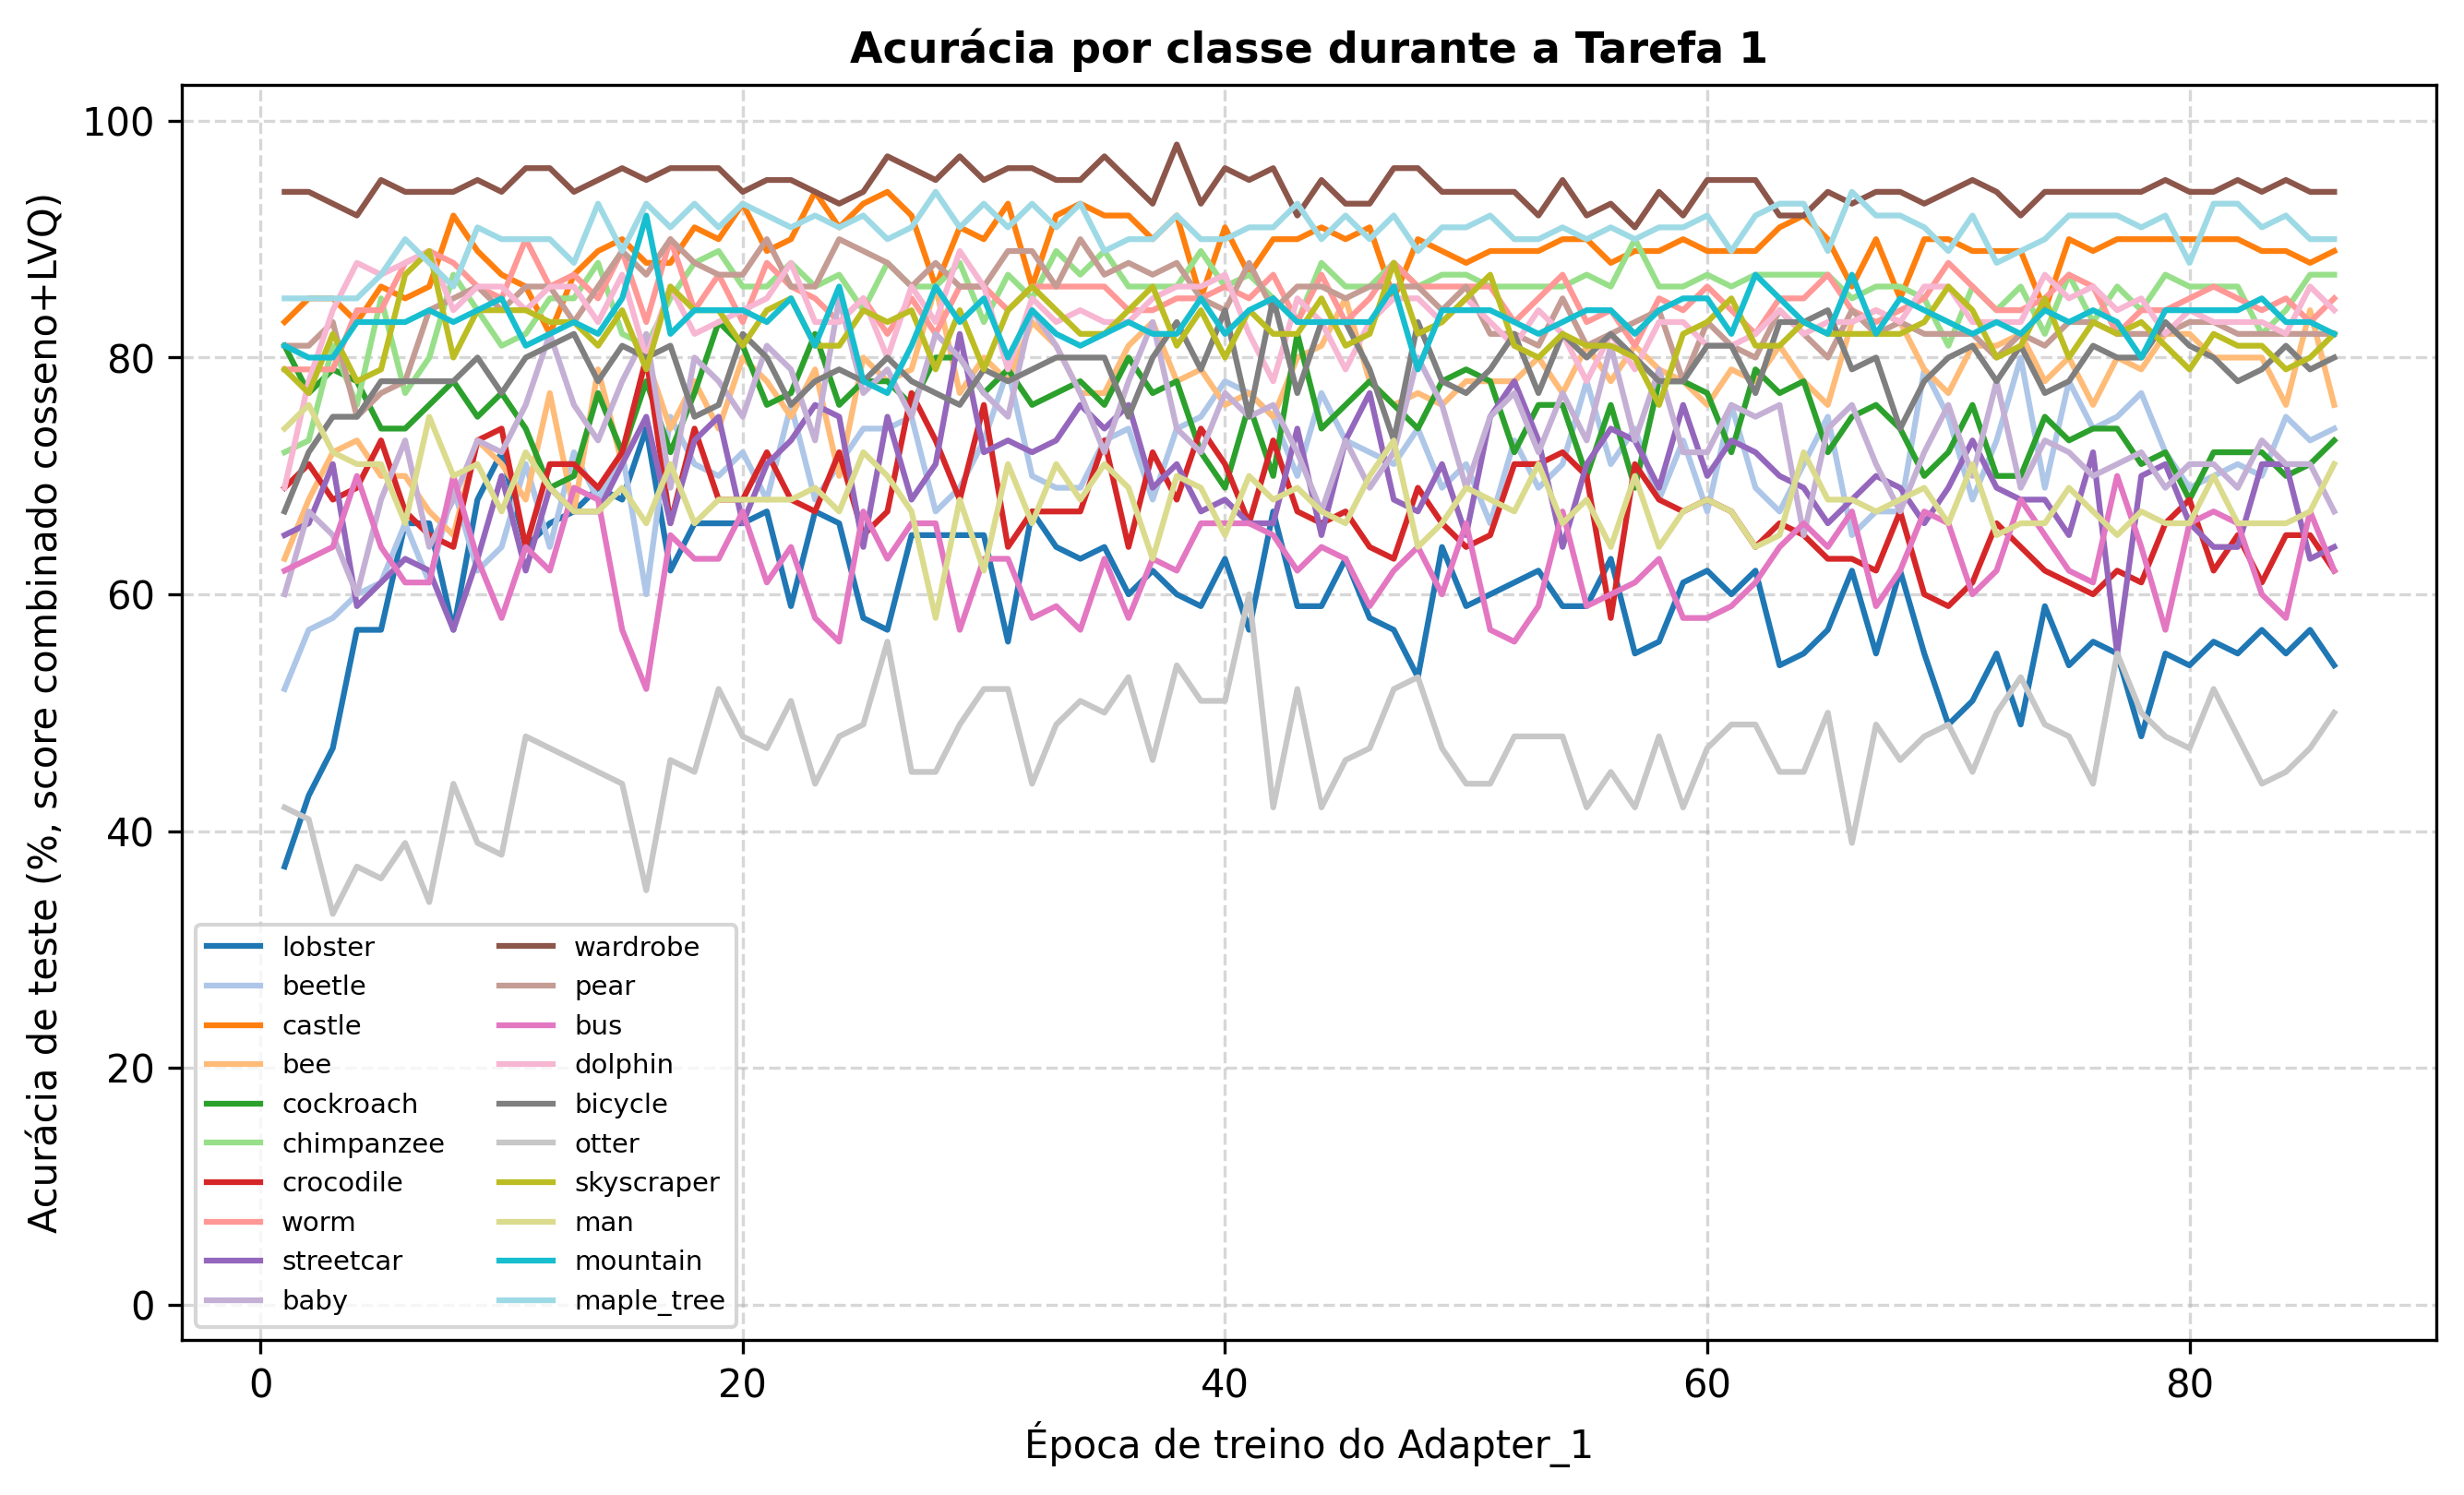 Acurácia por classe durante a Tarefa 1
Acurácia de teste (%, score combinado cosseno+LVQ)
100
80
60
40
20
0
lobster
beetle
castle
bee
cockroach
chimpanzee
crocodile
worm
streetcar
baby
wardrobe
pear
bus
dolphin
bicycle
otter
skyscraper
man
mountain
maple_tree
0 20 40 60 80
Época de treino do Adapter_1